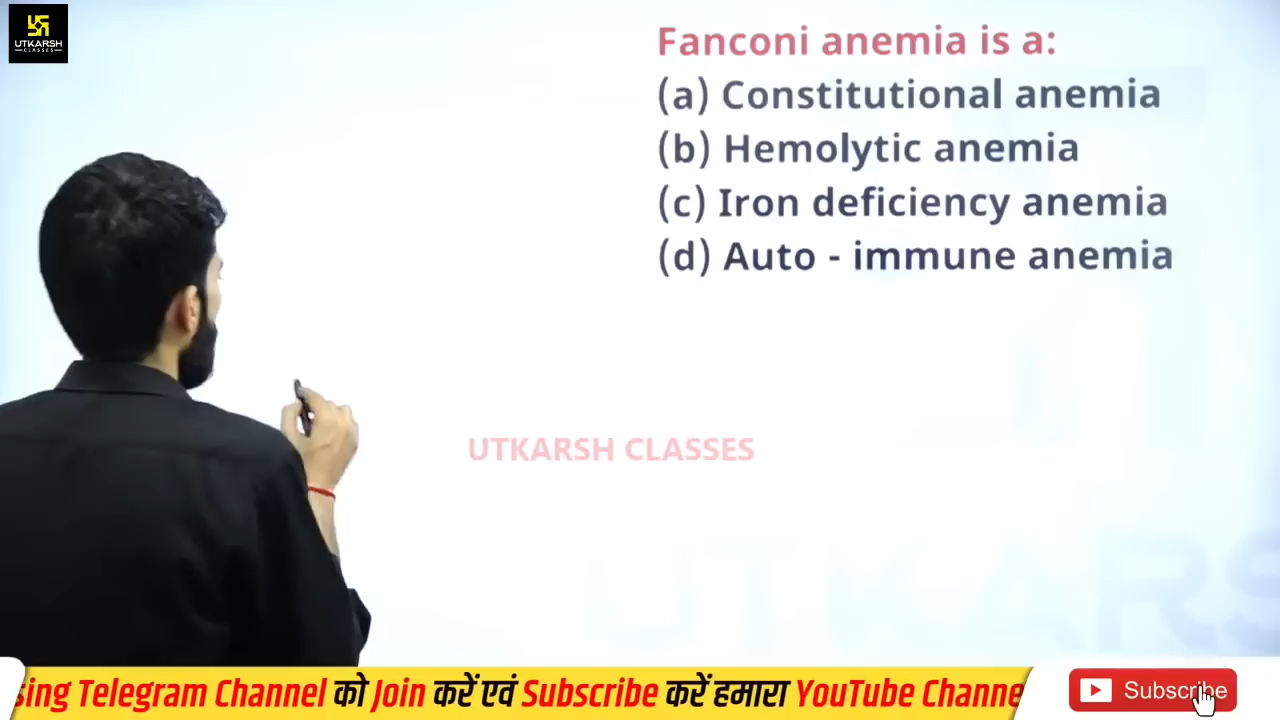 UTKARSH
CLASSES
Fanconi anemia is a:
(a) Constitutional anemia
(b) Hemolytic anemia
(c) Iron deficiency anemia
(d) Auto - immune anemia
UTKARSH CLASSES
UTKARS
sing Telegram Channel को Join करें एवं Subscribe करें हमारा YouTube Channe
Subscribe